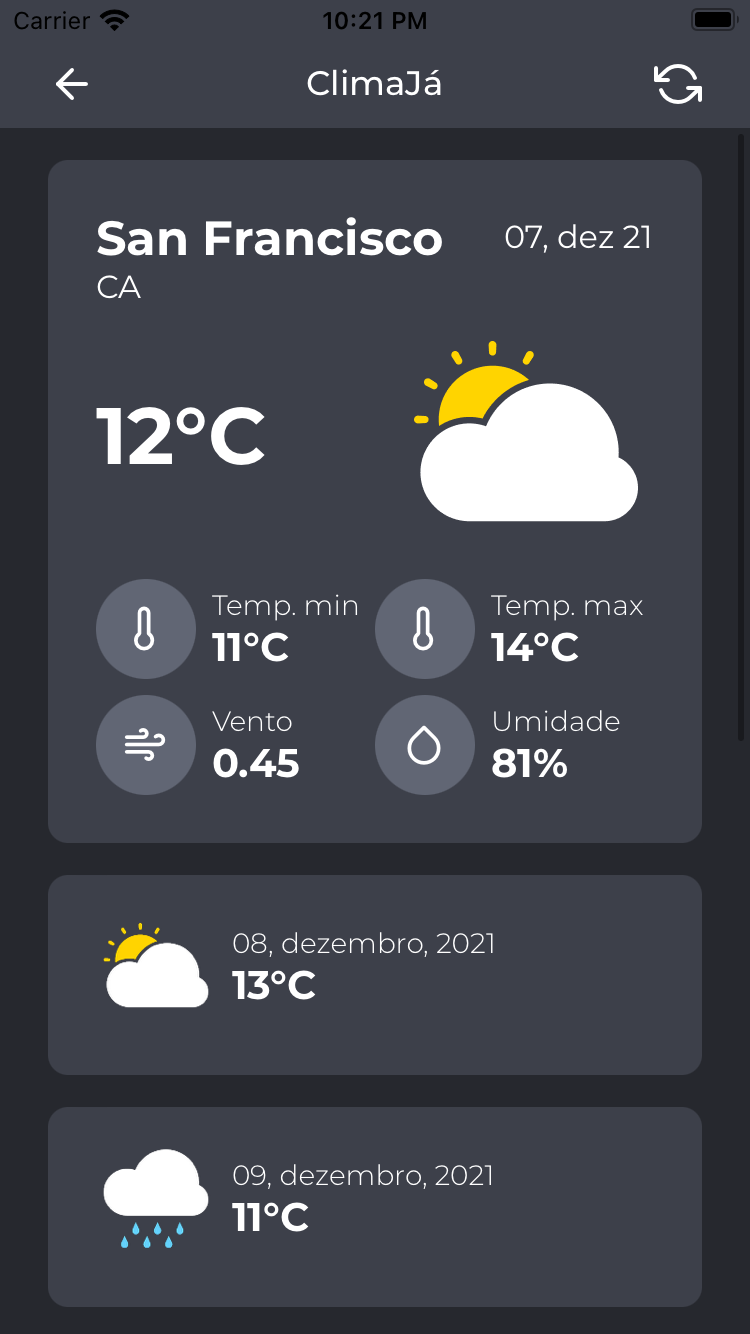 Carrier 10:21 PM
ClimaJá
San Francisco 07, dez 21
CA
12°C
Temp. min Temp. max
11°C 14°C
Vento Umidade
0.45 81%
08, dezembro, 2021
13°C
09, dezembro, 2021
11°C